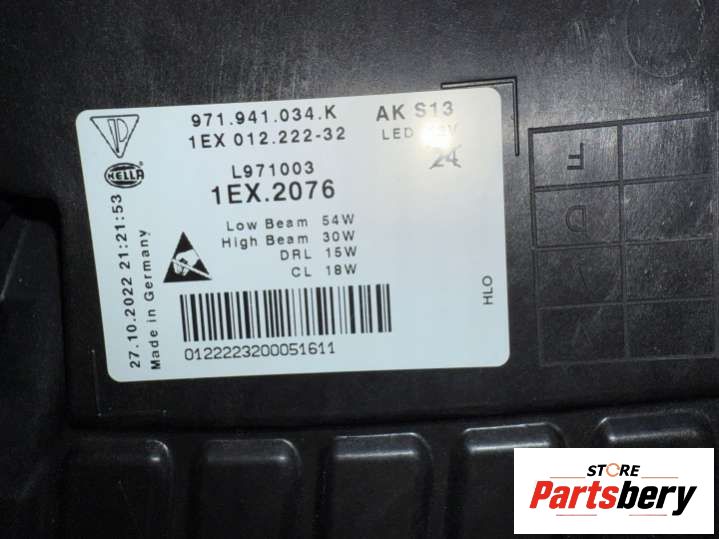 971.941.034.K
AK S13
1EX 012.222-32
LED
24
L971003
1EX.2076
HELLA
Low Beam 54W
High Beam 30W
DRL 15W
CL 18W
27.10.2022 21:21:53
Made in Germany
HLO
0122223200051611
F
D
STORE
Partsbery